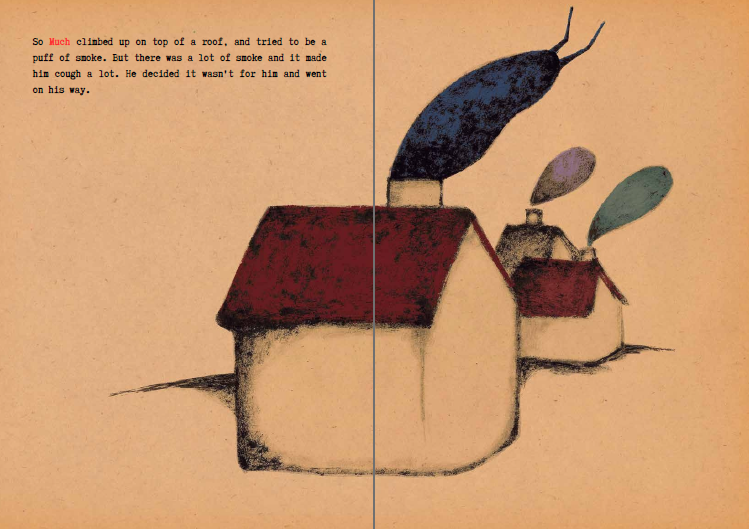 So Much climbed up on top of a roof, and tried to be a
puff of smoke. But there was a lot of smoke and it made
him cough a lot. He decided it wasn't for him and went
on his way.